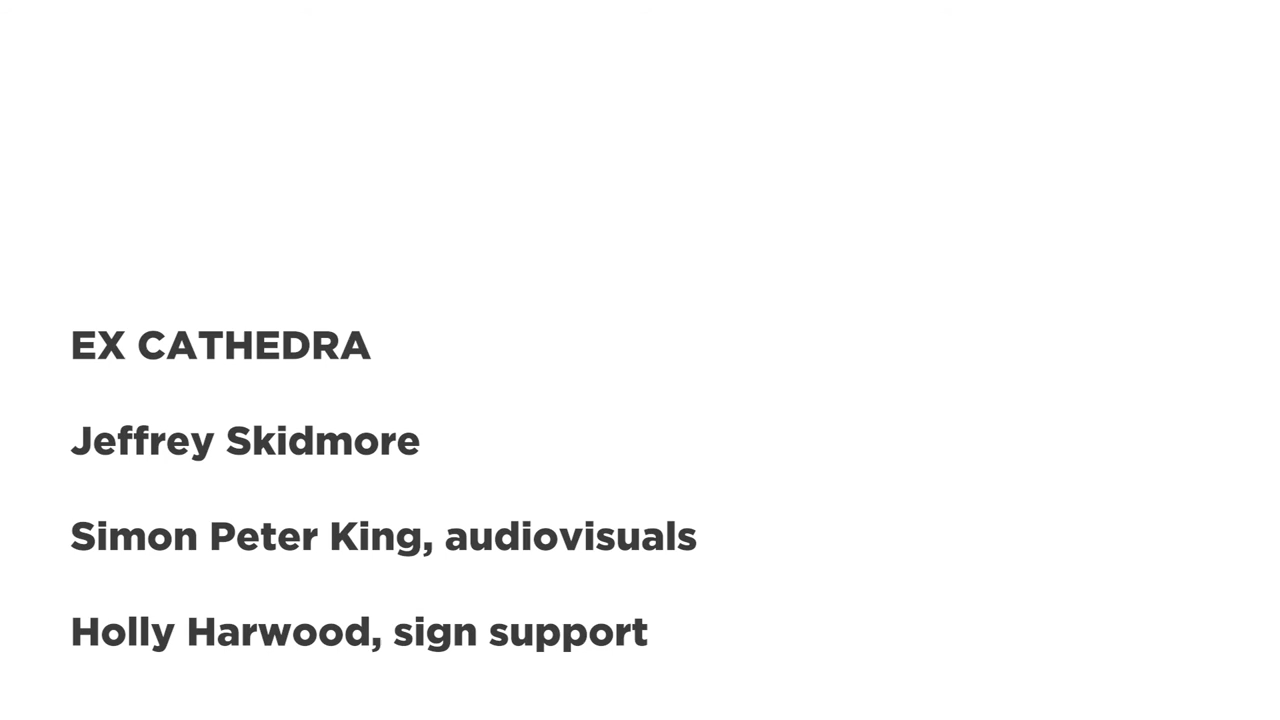 EX CATHEDRA
Jeffrey Skidmore
Simon Peter King, audiovisuals
Holly Harwood, sign support